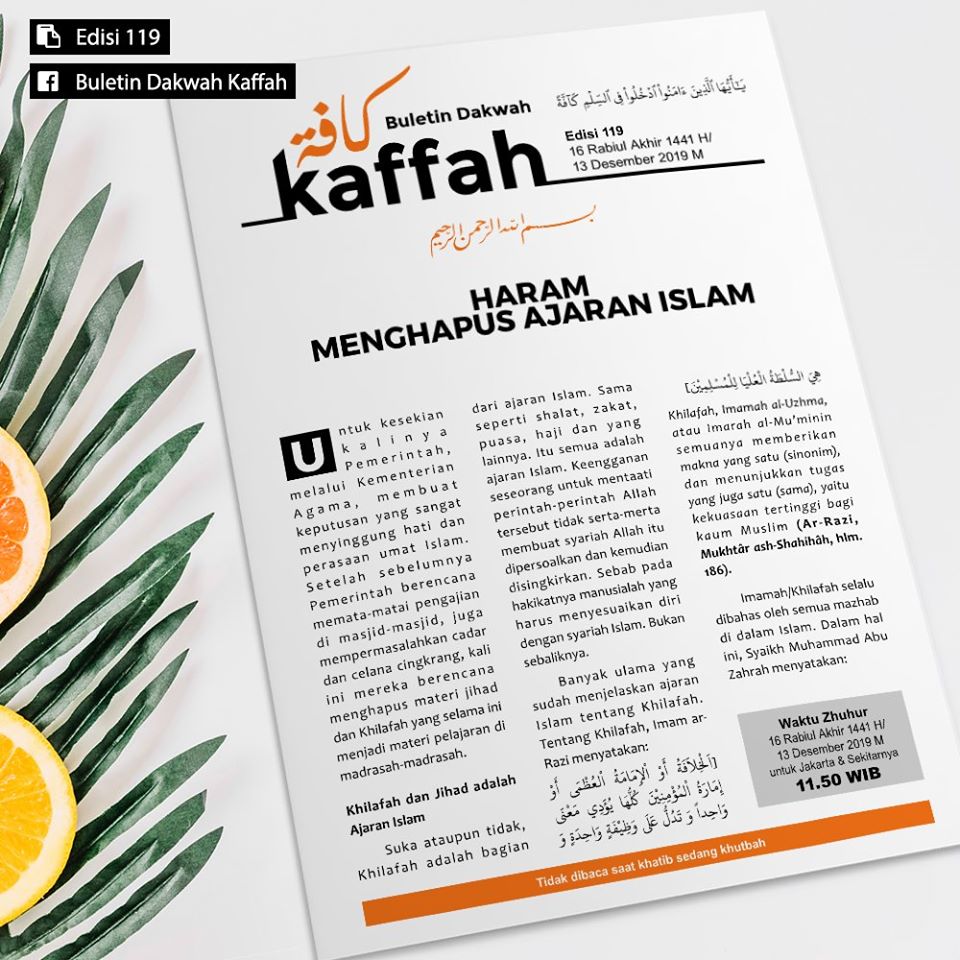 Edisi 119
Buletin Dakwah Kaffah
كافة
Buletin Dakwah
kaffah
يَـٰٓأَيُّهَا ٱلَّذِينَ ءَامَنُوا۟ ٱدْخُلُوا۟ فِى ٱلسِّلْمِ كَآفَّةً
Edisi 119
16 Rabiul Akhir 1441 H/
13 Desember 2019 M
بسم الله الرحمن الرحيم
HARAM
MENGHAPUS AJARAN ISLAM
Untuk kesekian
kalinya
Pemerintah,
melalui Kementerian
Agama, membuat
keputusan yang sangat
menyinggung hati dan
perasaan umat Islam.
Setelah sebelumnya
Pemerintah berencana
memata-matai pengajian
di masjid-masjid, juga
mempermasalahkan cadar
dan celana cingkrang, kali
ini mereka berencana
menghapus materi jihad
dan Khilafah yang selama ini
menjadi materi pelajaran di
madrasah-madrasah.
Khilafah dan Jihad adalah
Ajaran Islam
Suka ataupun tidak,
Khilafah adalah bagian
dari ajaran Islam. Sama
seperti shalat, zakat,
puasa, haji dan yang
lainnya. Itu semua adalah
ajaran Islam. Keengganan
seseorang untuk mentaati
perintah-perintah Allah
tersebut tidak serta-merta
membuat syariah Allah itu
dipersoalkan dan kemudian
disingkirkan. Sebab pada
hakikatnya manusialah yang
harus menyesuaikan diri
dengan syariah Islam. Bukan
sebaliknya.
Banyak ulama yang
sudah menjelaskan ajaran
Islam tentang Khilafah.
Tentang Khilafah, Imam ar-
Razi menyatakan:
[اَلْخِلاَفَةُ أَوْ الْإِمَامَةُ الْعُظْمَى أَوْ
إِمَارَةُ الْمُؤْمِنِيْنَ كُلُّهَا يُؤَدِي مَعْنَى
وَاحِداً وَ تَدُلُّ عَلَى وَظِيْفَةٍ وَاحِدَةٍ وَ
هِيَ السُّلْطَةُ الْعُلْيَا لِلْمُسْلِمِيْنَ]
Khilafah, Imamah al-Uzhma,
atau Imarah al-Mu’minin
semuanya memberikan
makna yang satu (sinonim),
dan menunjukkan tugas
yang juga satu (sama), yaitu
kekuasaan tertinggi bagi
kaum Muslim (Ar-Razi,
Mukhtâr ash-Shahihâh, hlm.
186).
Imamah/Khilafah selalu
dibahas oleh semua mazhab
di dalam Islam. Dalam hal
ini, Syaikh Muhammad Abu
Zahrah menyatakan:
Waktu Zhuhur
16 Rabiul Akhir 1441 H/
13 Desember 2019 M
untuk Jakarta & Sekitarnya
11.50 WIB
Tidak dibaca saat khatib sedang khutbah